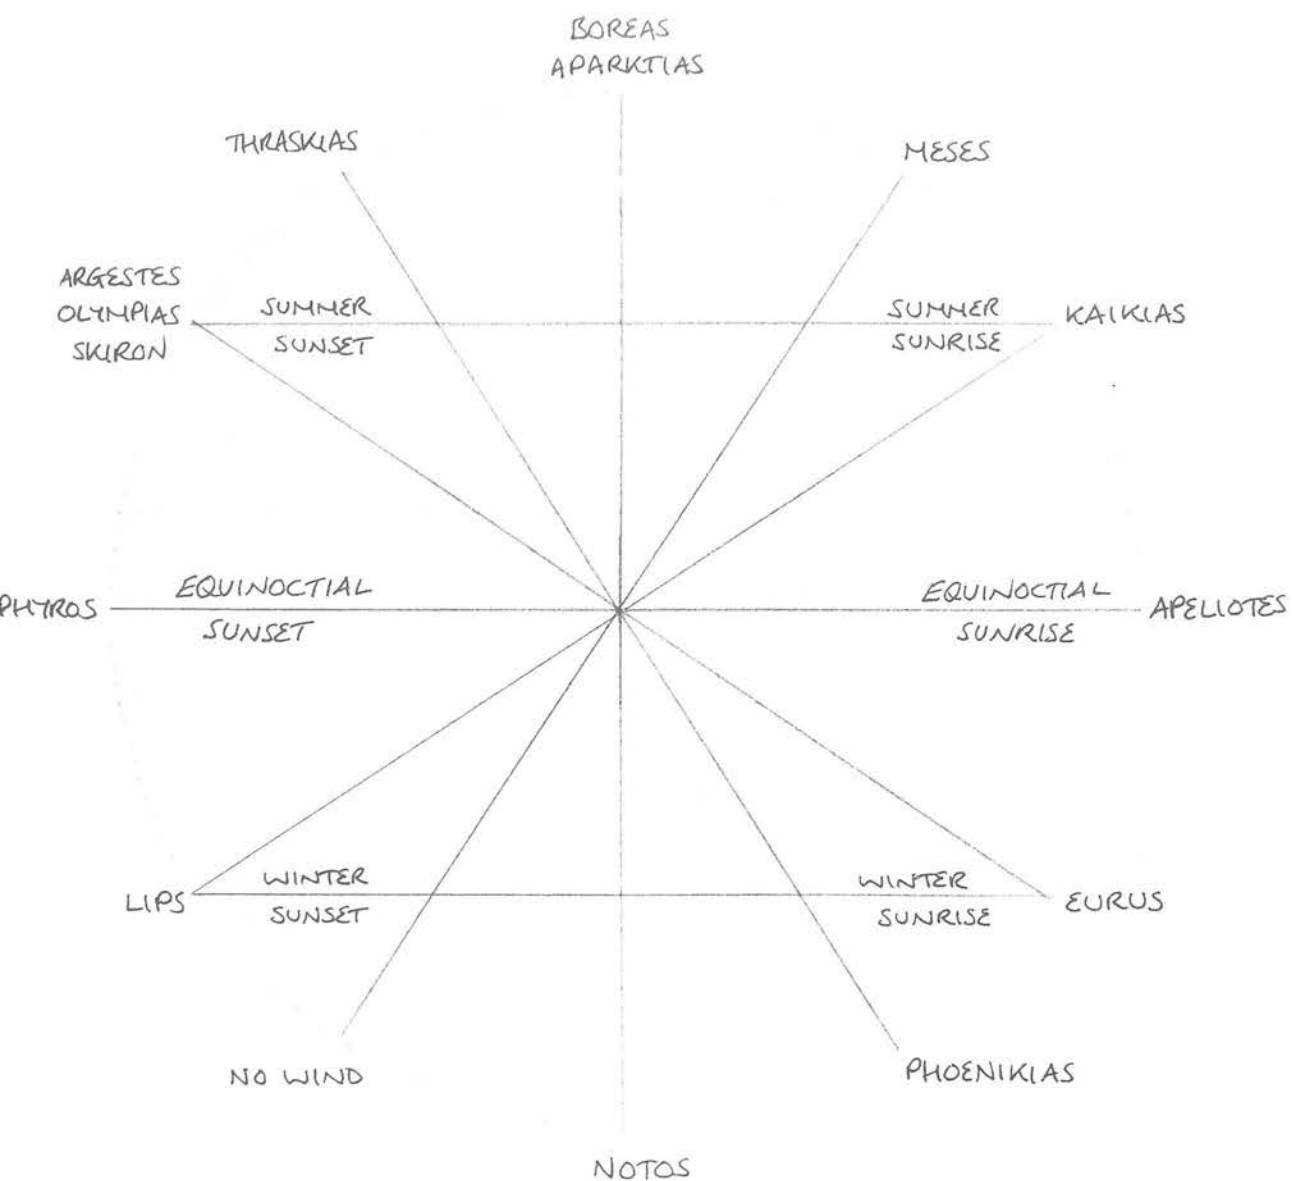 BOREAS
APARKTIAS
THRASKIAS
MESES
ARGESTES
OLYMPIAS
SKIRON
SUMMER
SUNSET
SUMMER
SUNRISE
KAIKIAS
PHYROS
EQUINOCTIAL
SUNSET
EQUINOCTIAL
SUNRISE
APELIOTES
LIPS
WINTER
SUNSET
WINTER
SUNRISE
EURUS
NO WIND
PHOENIKIAS
NOTOS